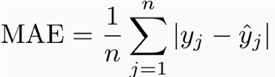 MAE = \frac{1}{n} \sum_{j=1}^{n} |y_j - \hat{y}_j|